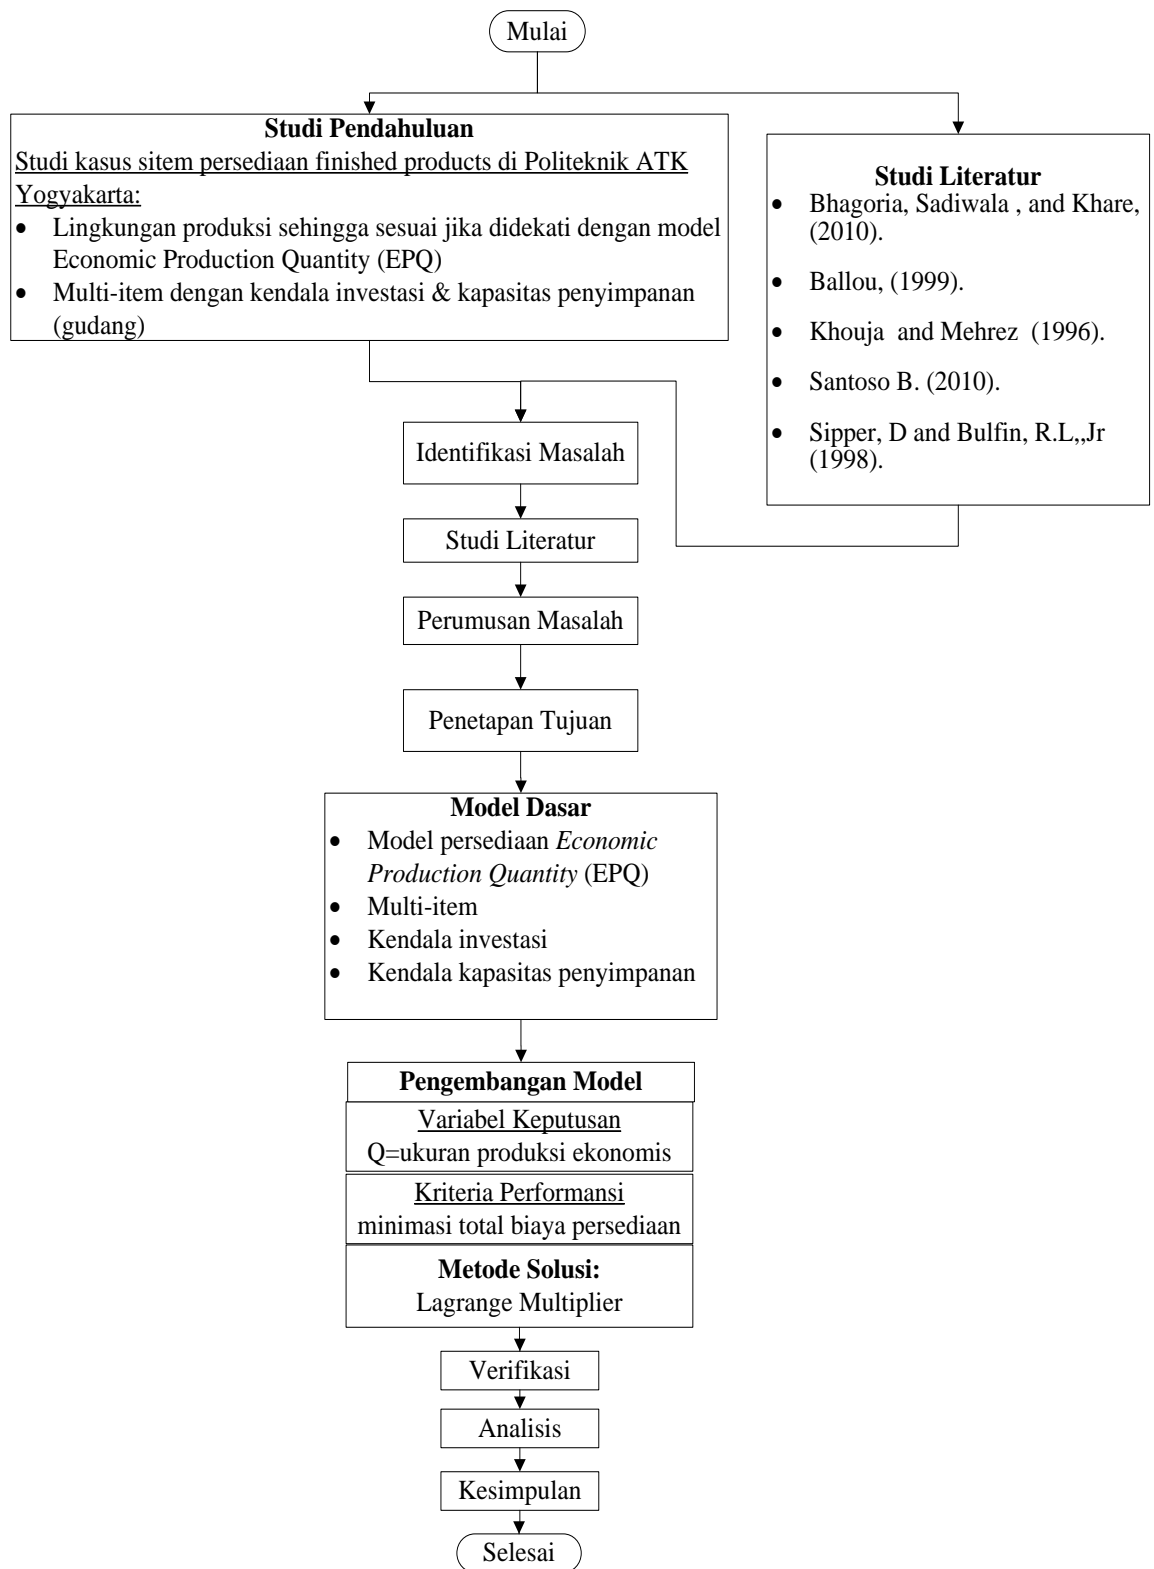 Mulai
Studi Pendahuluan
Studi kasus sitem persediaan finished products di Politeknik ATK
Yogyakarta:
• Lingkungan produksi sehingga sesuai jika didekati dengan model
Economic Production Quantity (EPQ)
• Multi-item dengan kendala investasi & kapasitas penyimpanan
(gudang)
Studi Literatur
• Bhagoria, Sadiwala , and Khare,
(2010).
• Ballou, (1999).
• Khouja and Mehrez (1996).
• Santoso B. (2010).
• Sipper, D and Bulfin, R.L,,Jr
(1998).
Identifikasi Masalah
Studi Literatur
Perumusan Masalah
Penetapan Tujuan
Model Dasar
• Model persediaan Economic
Production Quantity (EPQ)
• Multi-item
• Kendala investasi
• Kendala kapasitas penyimpanan
Pengembangan Model
Variabel Keputusan
Q=ukuran produksi ekonomis
Kriteria Performansi
minimasi total biaya persediaan
Metode Solusi:
Lagrange Multiplier
Verifikasi
Analisis
Kesimpulan
Selesai